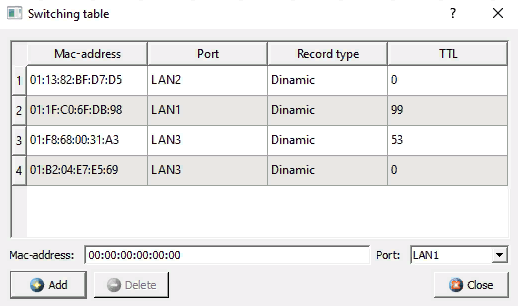 Switching table ? ×
Mac-address Port Record type TTL
1 01:13:82:BF:D7:D5 LAN2 Dinamic 0
2 01:1F:C0:6F:DB:98 LAN1 Dinamic 99
3 01:F8:68:00:31:A3 LAN3 Dinamic 53
4 01:B2:04:E7:E5:69 LAN3 Dinamic 0
Mac-address: 00:00:00:00:00:00 Port: LAN1
Add Delete Close